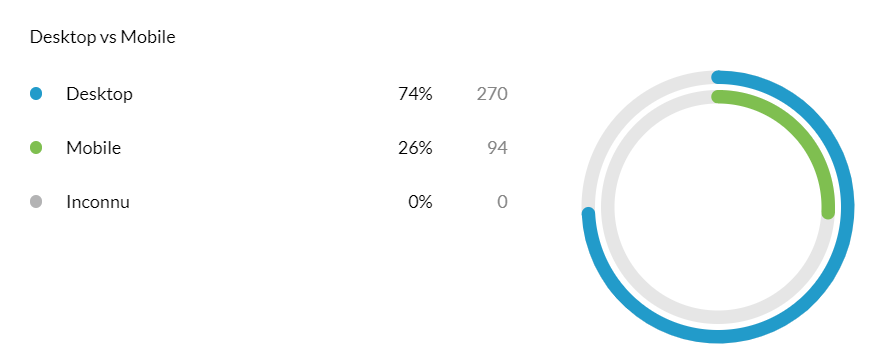 Desktop vs Mobile
Desktop 74% 270
Mobile 26% 94
Inconnu 0% 0